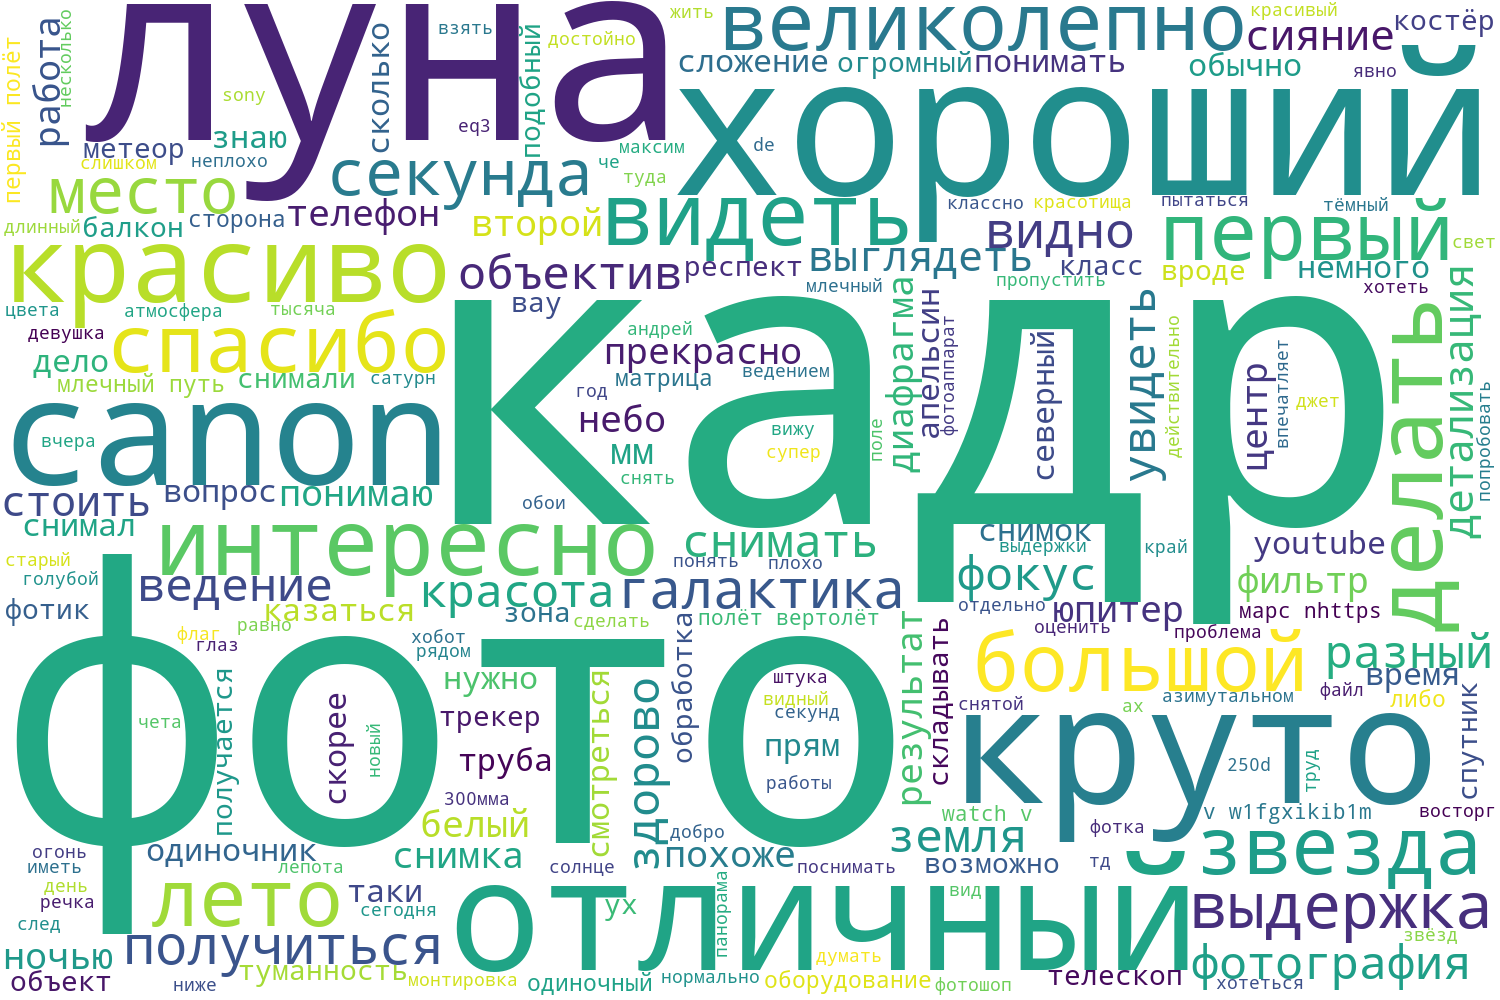 луна
хороший
кадр
фото
круто
отличный
canon
красиво
спасибо
интересно
великолепно
видеть
первый
делать
большой
звезда
выдержка
лето
получиться
секунда
место
объектив
видно
выглядеть
сияние
костёр
красивый
жить
взять
достойно
сколько
подобный
работа
несколько
первый полёт
sony
eq3
знаю
метеор
слишком
неплохо
сложение
огромный
понимать
обычно
явно
максим
de
че
туда
длинный
балкон
сторона
телефон
второй
респект
классно
красотища
пытаться
тёмный
свет
класс
вроде
немного
хотеть
млечный
пропустить
цвета
атмосфера
тысяча
вау
девушка
дело
млечный путь
снимали
сатурн
андрей
прекрасно
матрица
ведением
год
небо
вижу
мм
супер
снять
поле
диафрагма
апельсин
фотоаппарат
северный
увидеть
действительно
центр
впечатляет
джет
детализация
попробовать
вчера
стоить
вопрос
понимаю
обои
снимал
снимать
снимок
выдержки
край
youtube
старый
голубой
фотик
ведение
казаться
красота
понять
плохо
галактика
фокус
отдельно
юпитер
фильтр
марс nhttps
флаг
равно
глаз
зона
сделать
хобот
рядом
полёт вертолёт
оценить
проблема
разный
получается
чета
скорее
новый
нужно
трекер
труба
300мма
смотреться
здорово
обработка
штука
видный
секунд
прям
работы
результат
складывать
снятой
азимутальном
ах
файл
время
либо
спутник
250d
труд
watch v
v w1fgxikib1m
восторг
белый
добро
земля
фотка
огонь
иметь
день
речка
след
одиночник
лепота
снимка
солнце
похоже
поснимать
возможно
тд
таки
сегодня
ух
панорама
вид
ночью
объект
ниже
туманность
монтировка
одиночный
нормально
думать
оборудование
фотошоп
телескоп
фотография
звёзд
хотеться